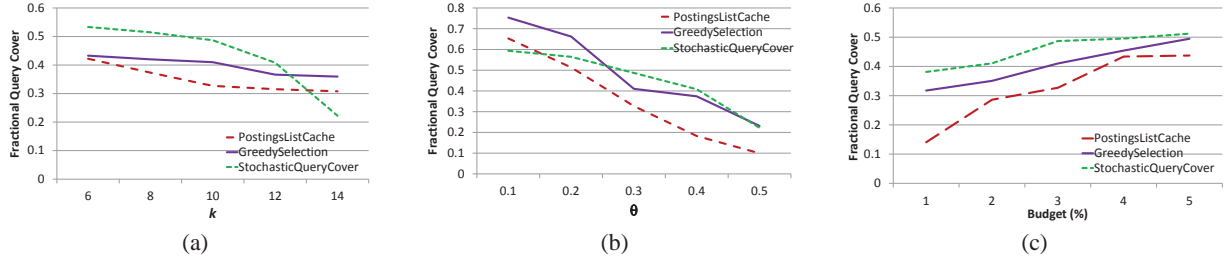 Fractional Query Cover
0.6
0.5
0.4
0.3
0.2
0.1
0
PostingsListCache
GreedySelection
StochasticQueryCover
6 8 10 12 14
k
(a)
Fractional Query Cover
0.8
0.7
0.6
0.5
0.4
0.3
0.2
0.1
0
PostingsListCache
GreedySelection
StochasticQueryCover
0.1 0.2 0.3 0.4 0.5
θ
(b)
Fractional Query Cover
0.6
0.5
0.4
0.3
0.2
0.1
0
PostingsListCache
GreedySelection
StochasticQueryCover
1 2 3 4 5
Budget (%)
(c)